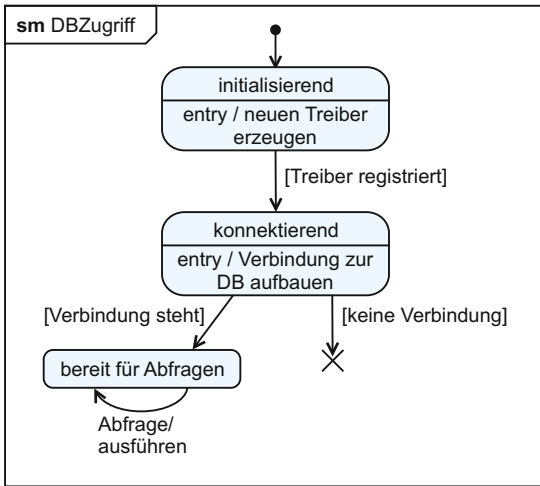 sm DBZugriff
initialisierend
entry / neuen Treiber
erzeugen
[Treiber registriert]
konnektierend
entry / Verbindung zur
DB aufbauen
[Verbindung steht]
[keine Verbindung]
bereit für Abfragen
Abfrage/
ausführen